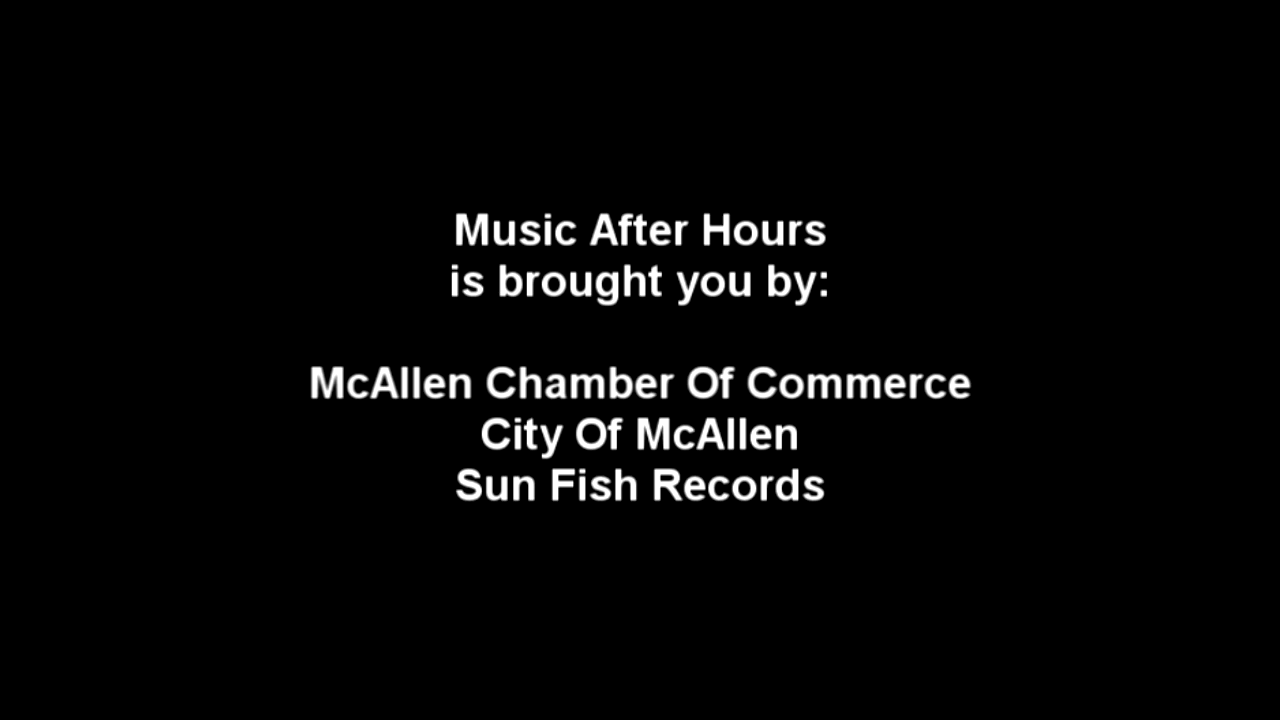 Music After Hours
is brought you by:
McAllen Chamber Of Commerce
City Of McAllen
Sun Fish Records